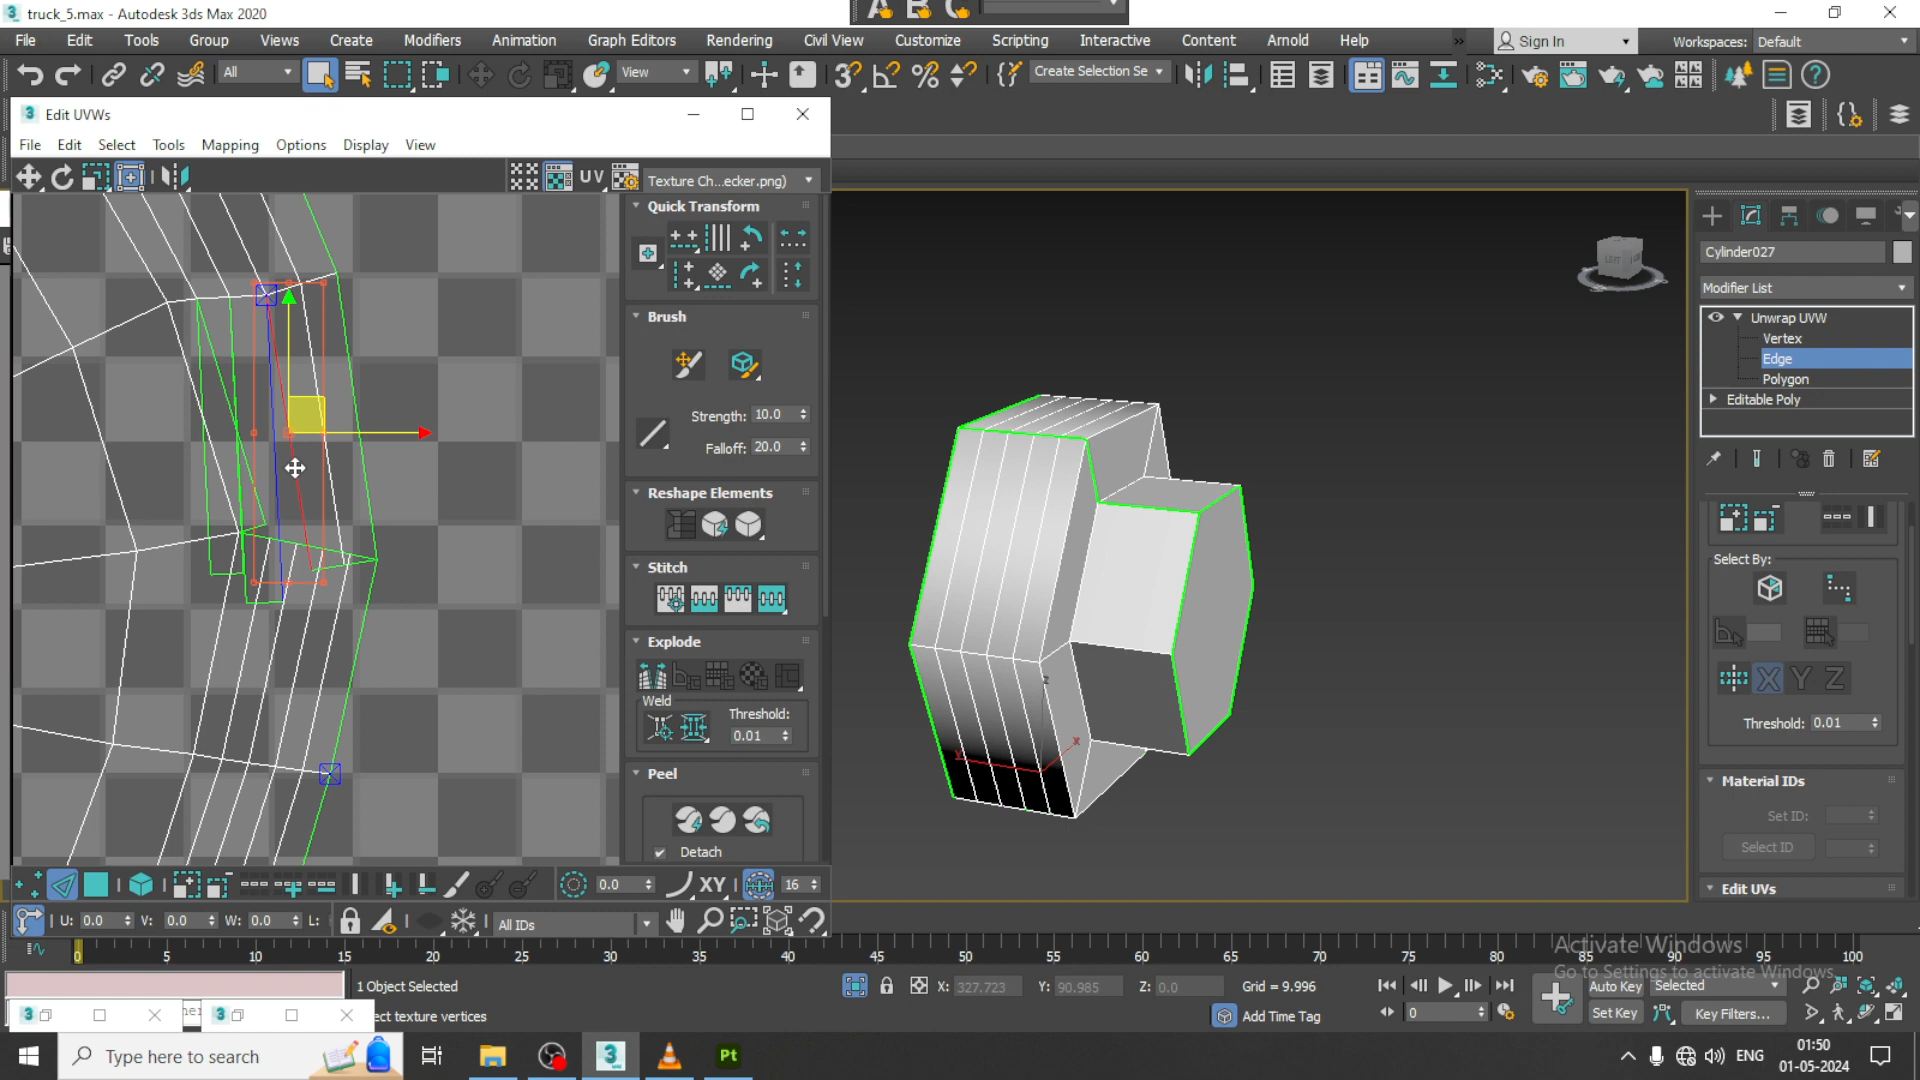 truck_5.max - Autodesk 3ds Max 2020
File Edit Tools Group Views Create Modifiers Animation Graph Editors Rendering Civil View Customize Scripting Interactive Content Arnold Help
Sign In
Workspaces: Default
All
View
Create Selection Se
Edit UVWs
File Edit Select Tools Mapping Options Display View
UV
Texture Ch...ecker.png)
Quick Transform
Brush
Strength: 10.0
Falloff: 20.0
Reshape Elements
Stitch
Explode
Weld
Threshold:
0.01
Peel
Detach
0.0
XY
16
U: 0.0 V: 0.0 W: 0.0 L:
All IDs
Cylinder027
Modifier List
Unwrap UVW
Vertex
Edge
Polygon
Editable Poly
Select By:
X Y Z
Threshold: 0.01
Material IDs
Set ID:
Select ID
Edit UVs
0 5 10 15 20 25 30 35 40 45 50 55 60 65 70 75 80 85 90 95 100
Activate Windows
Go to Settings to activate Windows.
1 Object Selected
X: 327.723 Y: 90.985 Z: 0.0 Grid = 9.996
Auto Key Selected
ect texture vertices
Add Time Tag
0
Set Key Key Filters...
Type here to search
Pt
ENG
01:50
01-05-2024